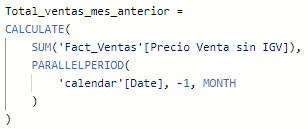 Total_ventas_mes_anterior =
CALCULATE(
SUM('Fact_Ventas'[Precio Venta sin IGV]),
PARALLELPERIOD(
'calendar'[Date], -1, MONTH
)
)